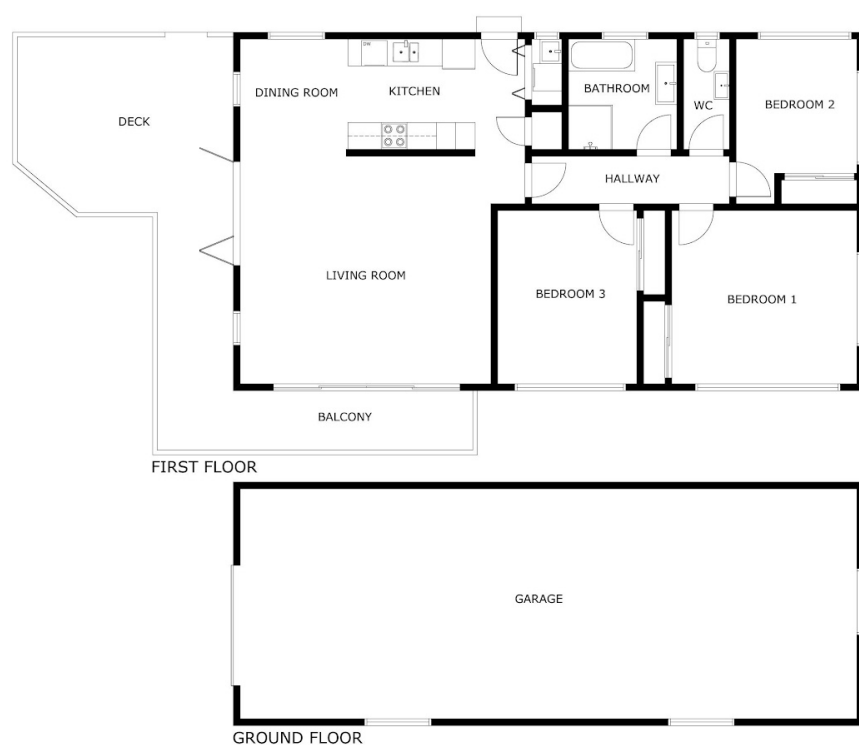 DW
DINING ROOM
KITCHEN
BATHROOM
WC
BEDROOM 2
DECK
HALLWAY
LIVING ROOM
BEDROOM 3
BEDROOM 1
BALCONY
FIRST FLOOR
GARAGE
GROUND FLOOR